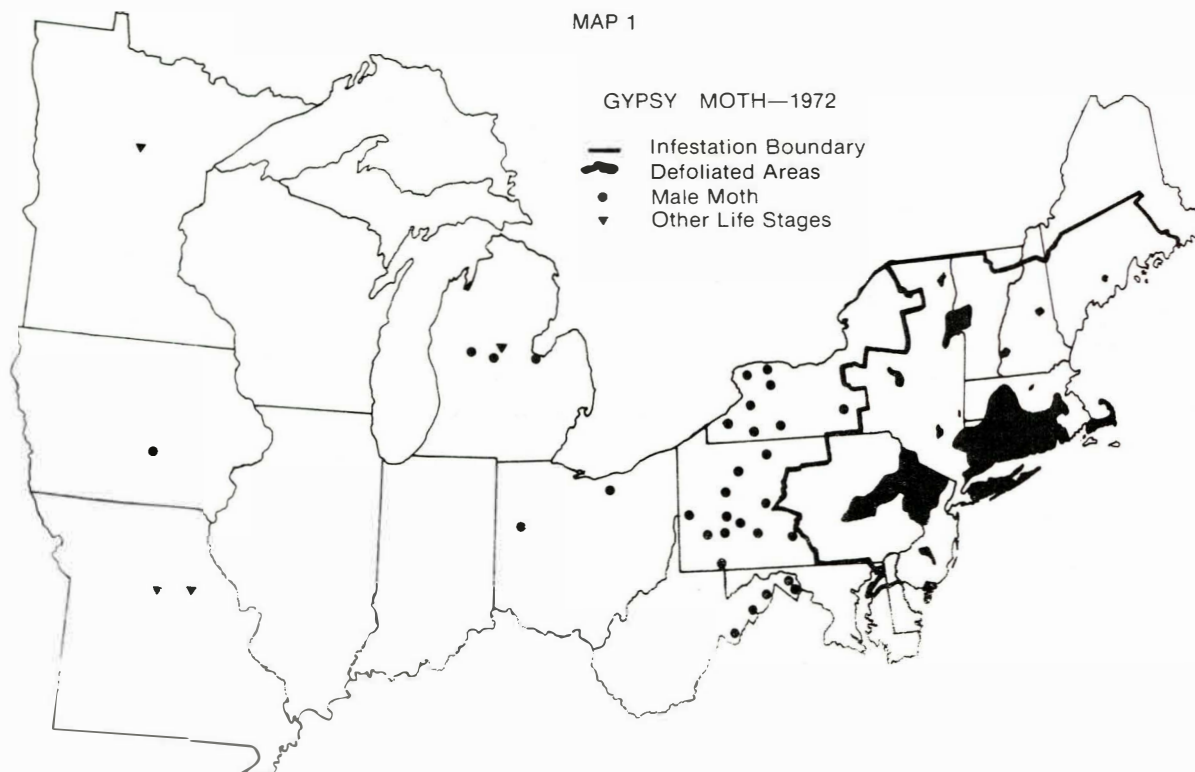 MAP 1
GYPSY MOTH—1972
Infestation Boundary
Defoliated Areas
Male Moth
Other Life Stages